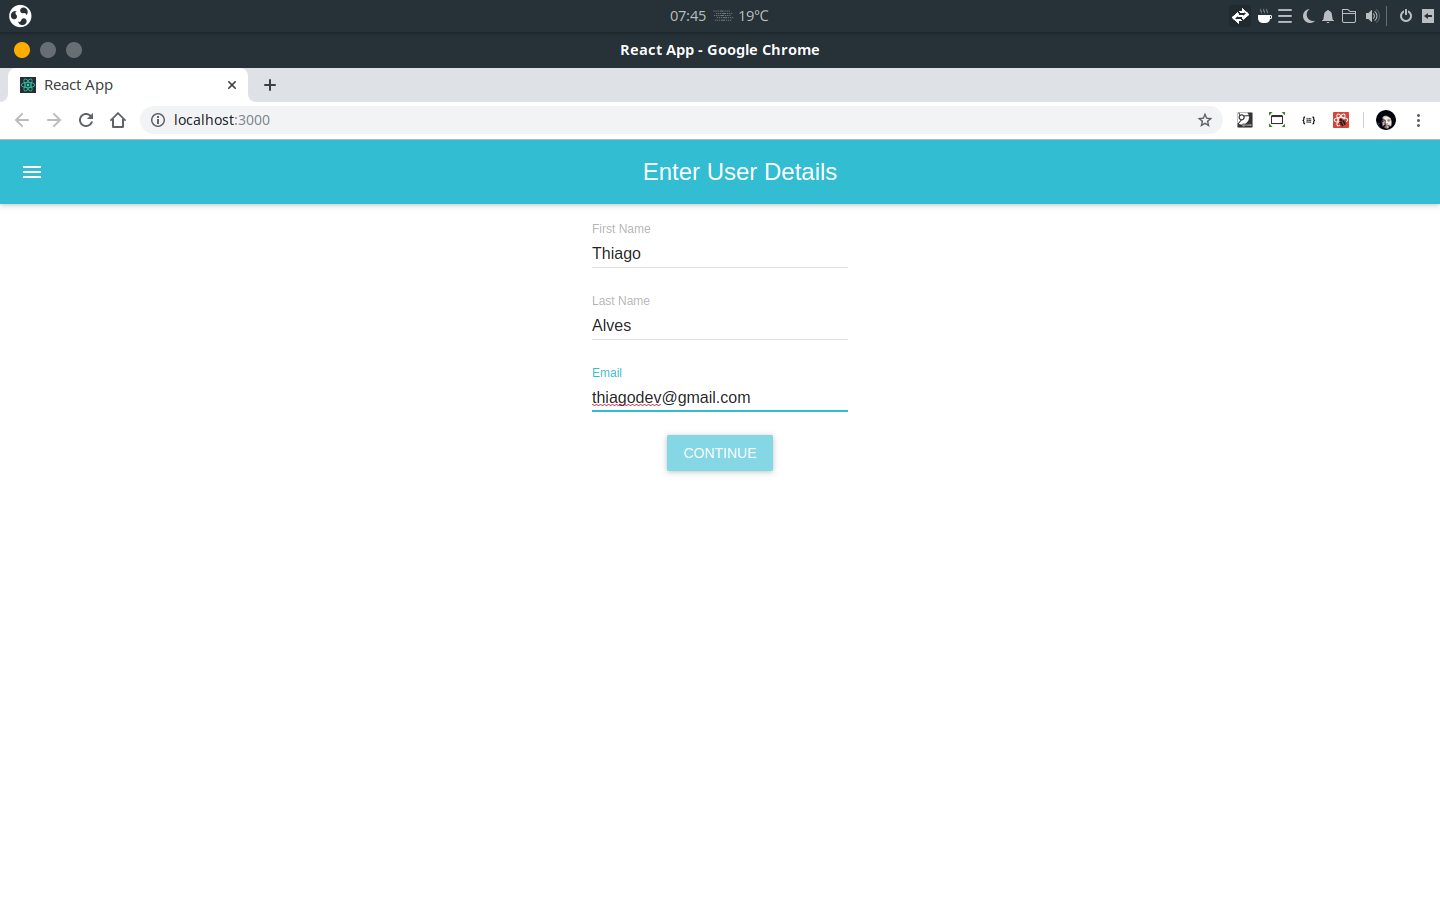 07:45 19°C
React App - Google Chrome
React App
localhost:3000
Enter User Details
First Name
Thiago
Last Name
Alves
Email
thiagodev@gmail.com
CONTINUE